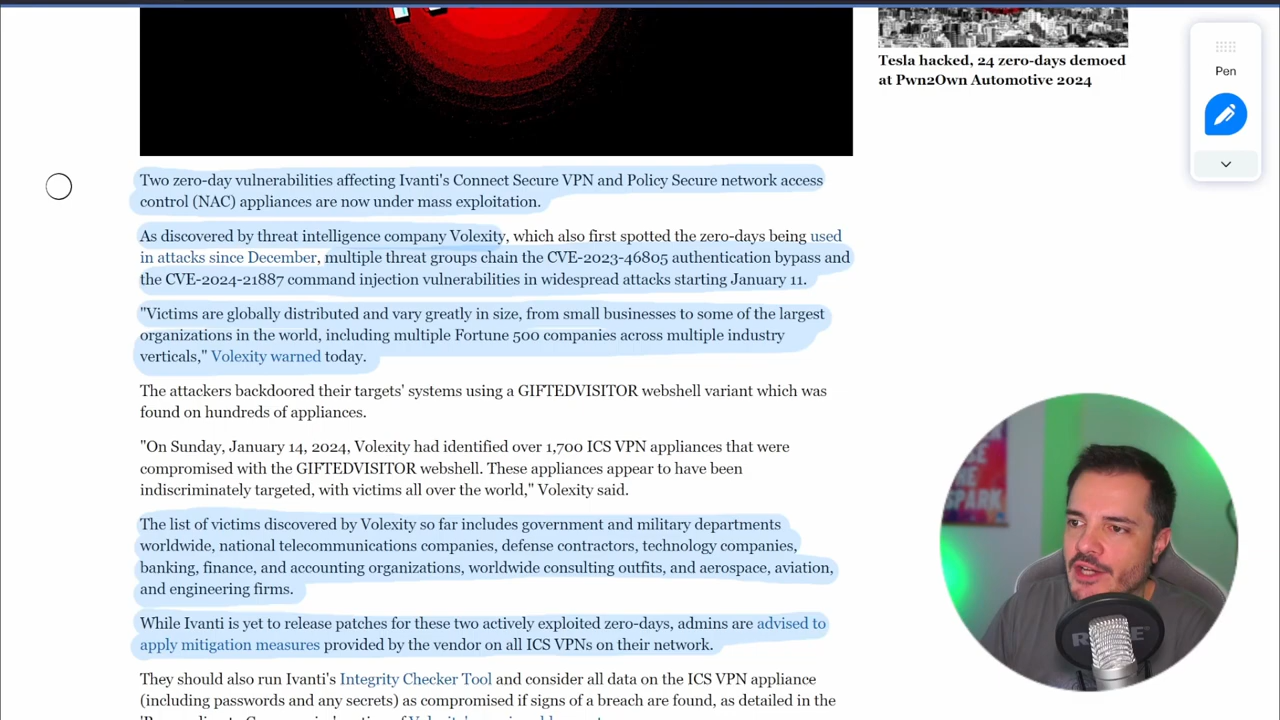 Tesla hacked, 24 zero-days demoed
at Pwn2Own Automotive 2024
Pen
Two zero-day vulnerabilities affecting Ivanti's Connect Secure VPN and Policy Secure network access
control (NAC) appliances are now under mass exploitation.
As discovered by threat intelligence company Volexity, which also first spotted the zero-days being used
in attacks since December, multiple threat groups chain the CVE-2023-46805 authentication bypass and
the CVE-2024-21887 command injection vulnerabilities in widespread attacks starting January 11.
"Victims are globally distributed and vary greatly in size, from small businesses to some of the largest
organizations in the world, including multiple Fortune 500 companies across multiple industry
verticals," Volexity warned today.
The attackers backdoored their targets' systems using a GIFTEDVISITOR webshell variant which was
found on hundreds of appliances.
"On Sunday, January 14, 2024, Volexity had identified over 1,700 ICS VPN appliances that were
compromised with the GIFTEDVISITOR webshell. These appliances appear to have been
indiscriminately targeted, with victims all over the world," Volexity said.
The list of victims discovered by Volexity so far includes government and military departments
worldwide, national telecommunications companies, defense contractors, technology companies,
banking, finance, and accounting organizations, worldwide consulting outfits, and aerospace, aviation,
and engineering firms.
While Ivanti is yet to release patches for these two actively exploited zero-days, admins are advised to
apply mitigation measures provided by the vendor on all ICS VPNs on their network.
They should also run Ivanti's Integrity Checker Tool and consider all data on the ICS VPN appliance
(including passwords and any secrets) as compromised if signs of a breach are found, as detailed in the
THE
SPARK